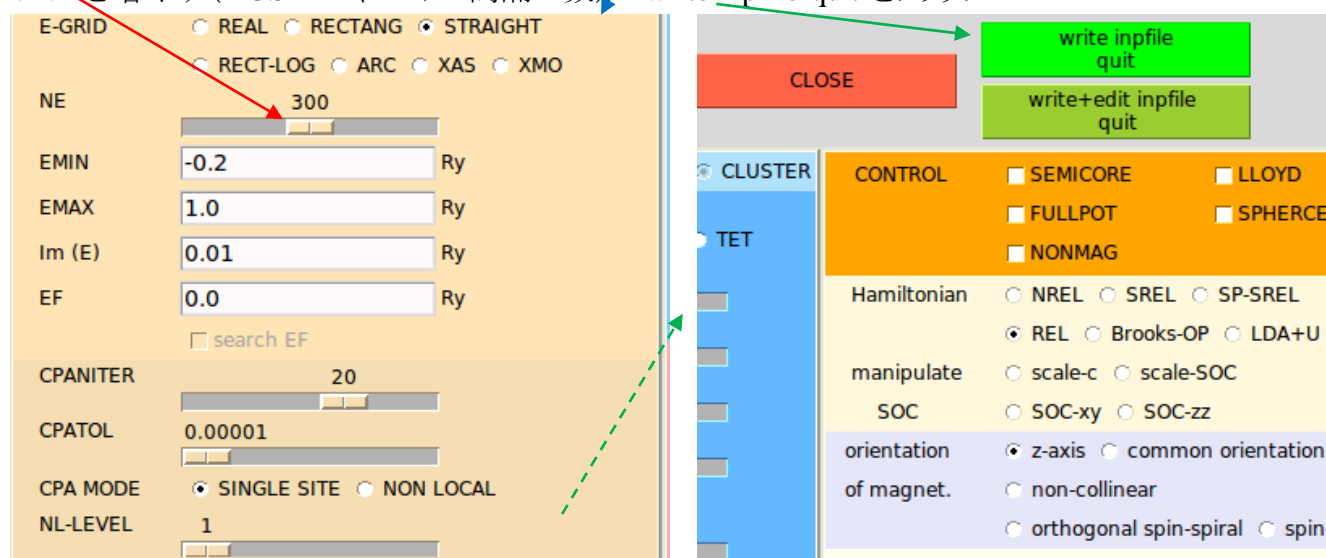 E-GRID REAL RECTANG STRAIGHT
RECT-LOG ARC XAS XMO
NE 300
EMIN -0.2 Ry
EMAX 1.0 Ry
Im (E) 0.01 Ry
EF 0.0 Ry
search EF
CPANITER 20
CPATOL 0.00001
CPA MODE SINGLE SITE NON LOCAL
NL-LEVEL 1
write inpfile
quit
CLOSE
write+edit inpfile
quit
CLUSTER
TET
CONTROL SEMICORE LLOYD
FULLPOT SPHERCE
NONMAG
Hamiltonian NREL SREL SP-SREL
REL Brooks-OP LDA+U
manipulate scale-c scale-SOC
SOC SOC-xy SOC-zz
orientation z-axis common orientation
of magnet. non-collinear
orthogonal spin-spiral spin